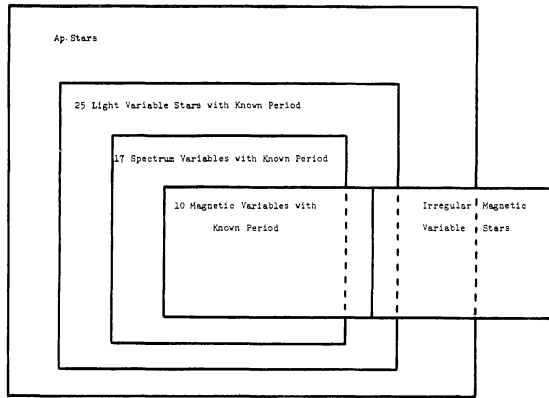 Ap. Stars
25 Light Variable Stars with Known Period
17 Spectrum Variables with Known Period
10 Magnetic Variables with
Known Period
Irregular Magnetic
Variable Stars